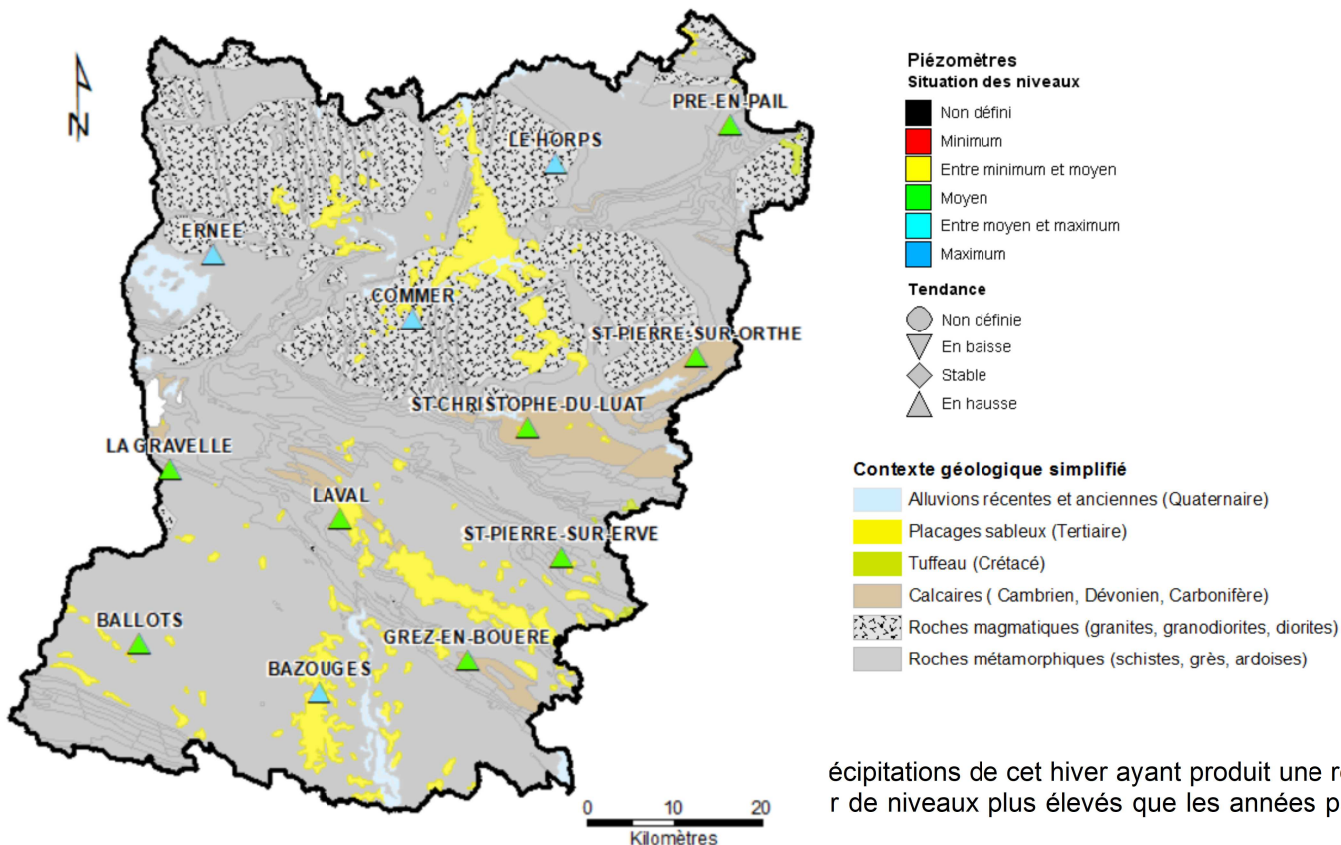 N
PRE-EN-PAIL
LE HORPS
ERNEE
COMMER
ST-PIERRE-SUR-ORTHE
ST-CHRISTOPHE-DU-LUAT
LA GRAVELLE
LAVAL
ST-PIERRE-SUR-ERVE
BALLOTS
GREZ-EN-BOUERE
BAZOUGES
0 10 20
Kilomètres
Piézomètres
Situation des niveaux
Non défini
Minimum
Entre minimum et moyen
Moyen
Entre moyen et maximum
Maximum
Tendance
Non céfinie
En baisse
Stable
En hausse
Contexte géologique simplifié
Alluvions récentes et anciennes (Quaternaire)
Placages sableux (Tertiaire)
Tuffeau (Crétacé)
Calcaires ( Cambrien, Dévonien, Carbonifère)
Roches magmatiques (granites, granodiorites, diorites)
Roches métamorphiques (schistes, grès, ardoises)
écipitations de cet hiver ayant produit une r
r de niveaux plus élevés que les années p